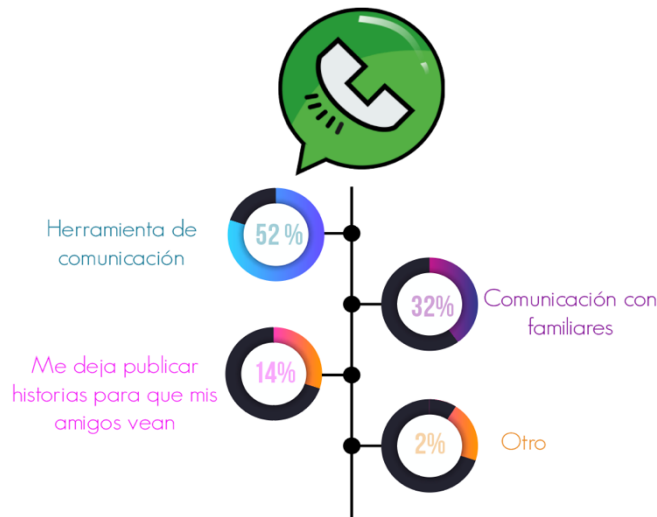 Herramienta de
comunicación
52 %
32%
Comunicación con
familiares
Me deja publicar
historias para que mis
amigos vean
14%
2%
Otro